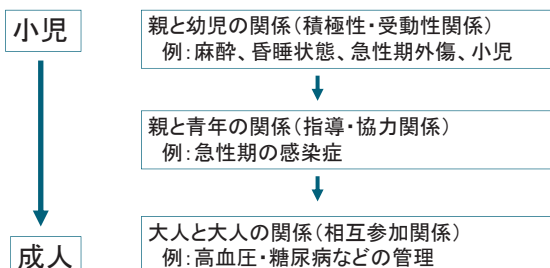 小児
親と幼児の関係(積極性・受動性関係)
例:麻酔、昏睡状態、急性期外傷、小児
親と青年の関係(指導・協力関係)
例:急性期の感染症
大人と大人の関係(相互参加関係)
例:高血圧・糖尿病などの管理
成人